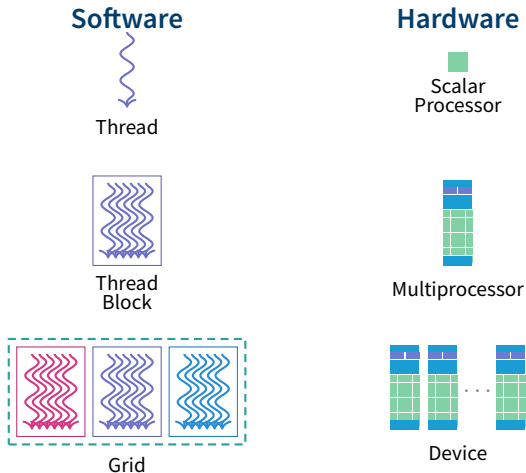 Software
Hardware
Thread
Scalar
Processor
Thread
Block
Multiprocessor
Grid
Device